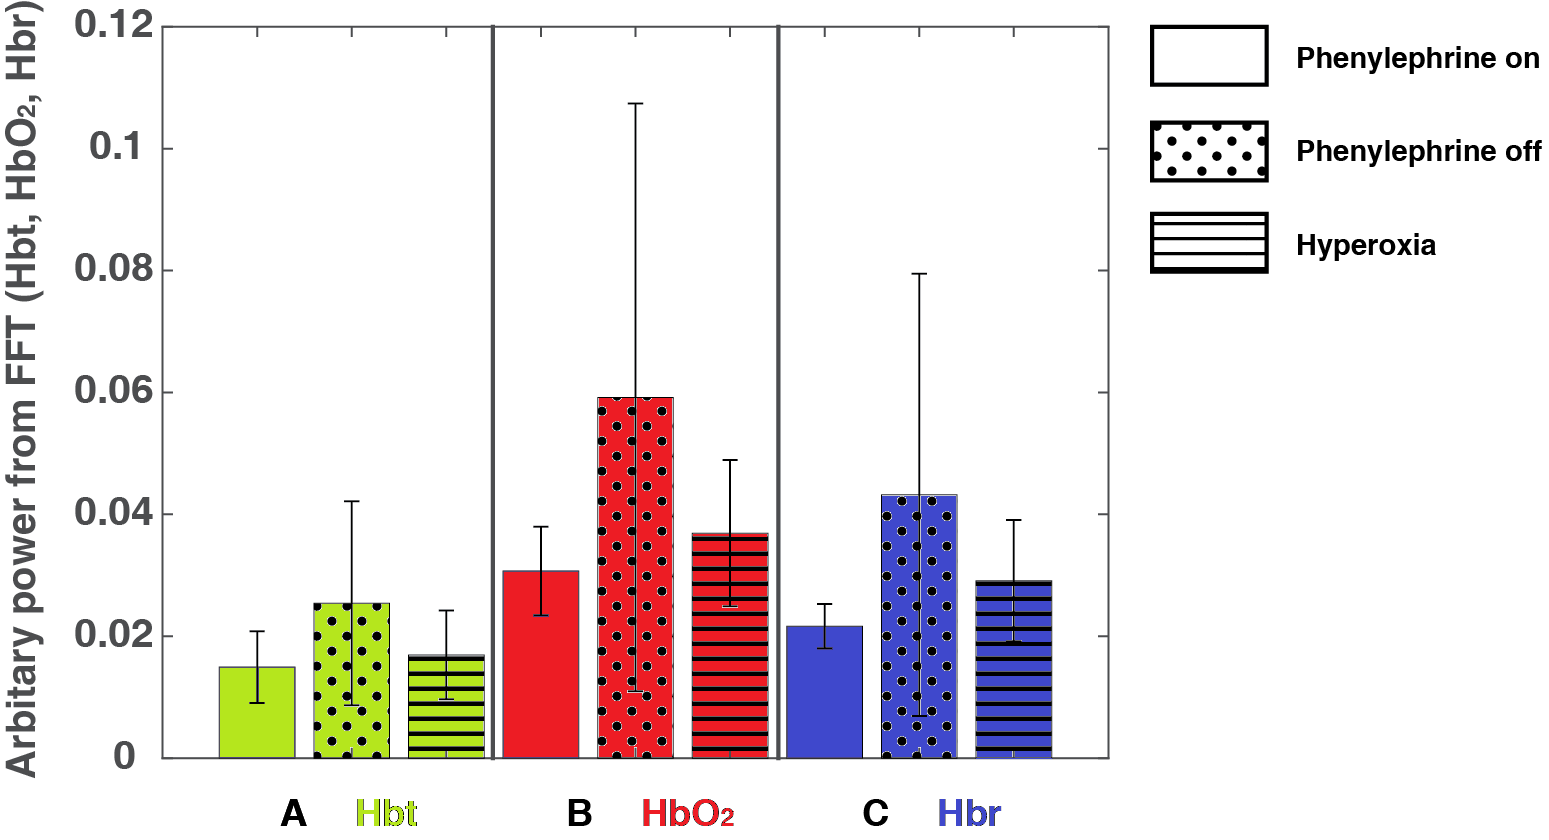 Arbitary power from FFT (Hbt, HbO₂, Hbr)
0.12
0.1
0.08
0.06
0.04
0.02
0
A Hbt B HbO₂ C Hbr
Phenylephrine on
Phenylephrine off
Hyperoxia